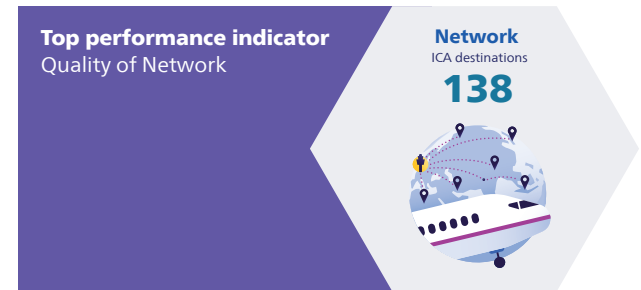 Top performance indicator
Quality of Network
Network
ICA destinations
138